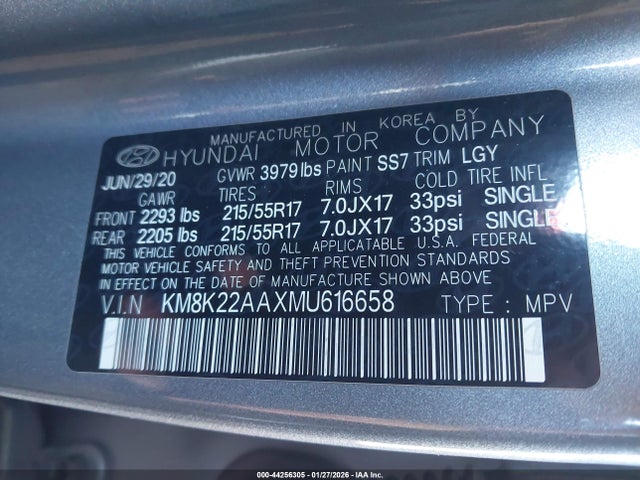 MANUFACTURED IN KOREA BY
HYUNDAI MOTOR COMPANY
JUN/29/20 GVWR 3979 lbs PAINT SS7 TRIM LGY
GAWR TIRES RIMS COLD TIRE INFL
FRONT 2293 lbs 215/55R17 7.0JX17 33psi SINGLE
REAR 2205 lbs 215/55R17 7.0JX17 33psi SINGLE
THIS VEHICLE CONFORMS TO ALL APPLICABLE U.S.A. FEDERAL
MOTOR VEHICLE SAFETY AND THEFT PREVENTION STANDARDS
IN EFFECT ON THE DATE OF MANUFACTURE SHOWN ABOVE.
V.I.N KM8K22AAXMU616658 TYPE : MPV
000-44256305 - 01/27/2026 - IAA Inc.